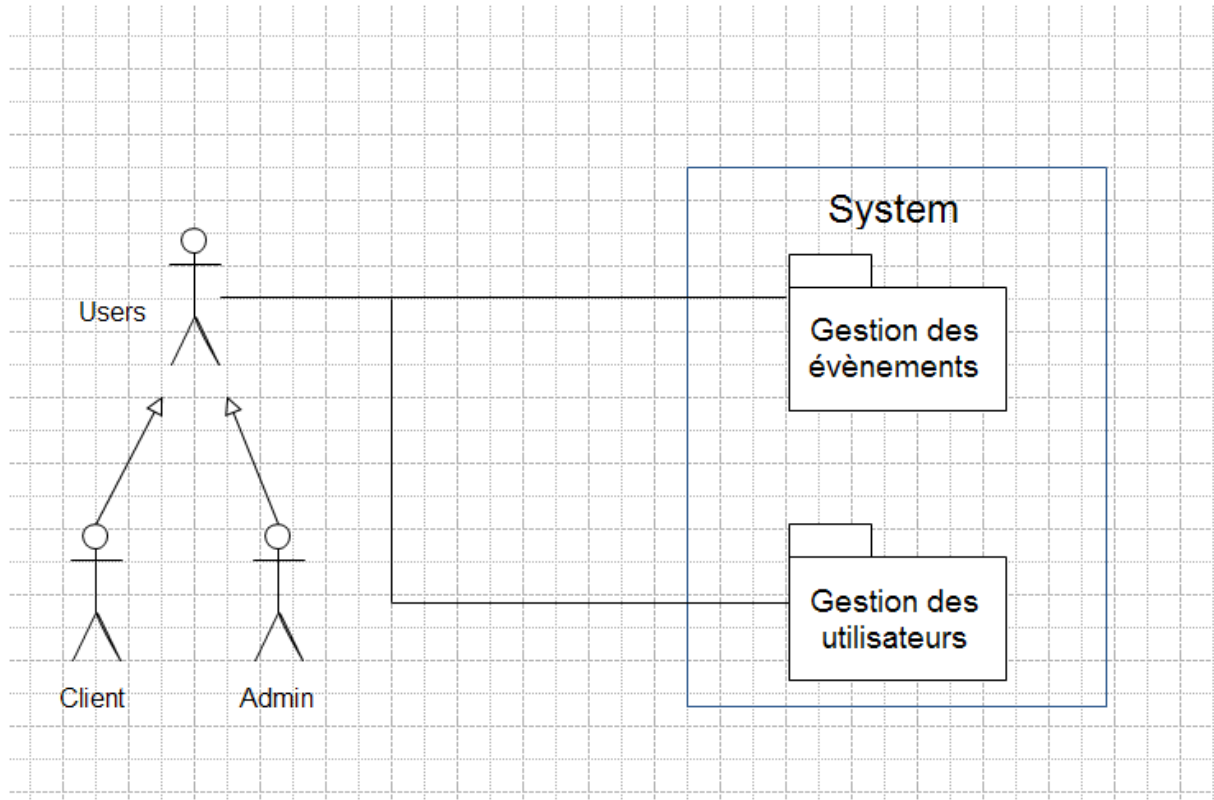 System
Users
Gestion des
évènements
Gestion des
utilisateurs
Client
Admin